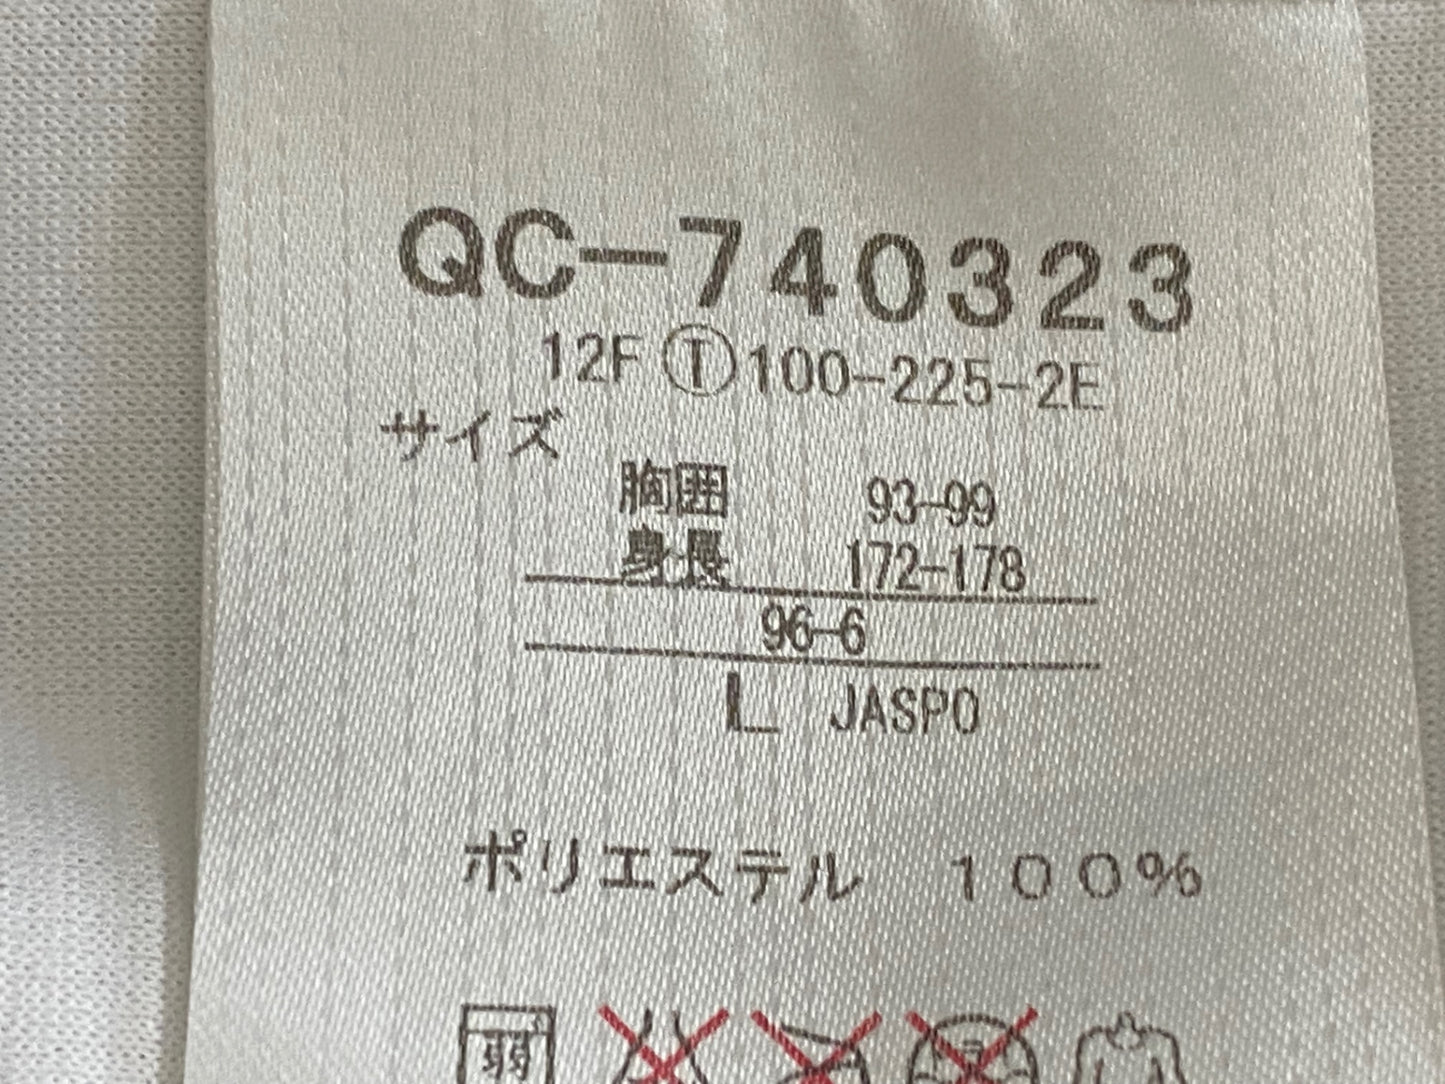 QC-740323
12F Ⓣ 100-225-2E
サイズ
胸囲 93-99
身長 172-178
96-6
L JASPO
ポリエステル 100%
弱